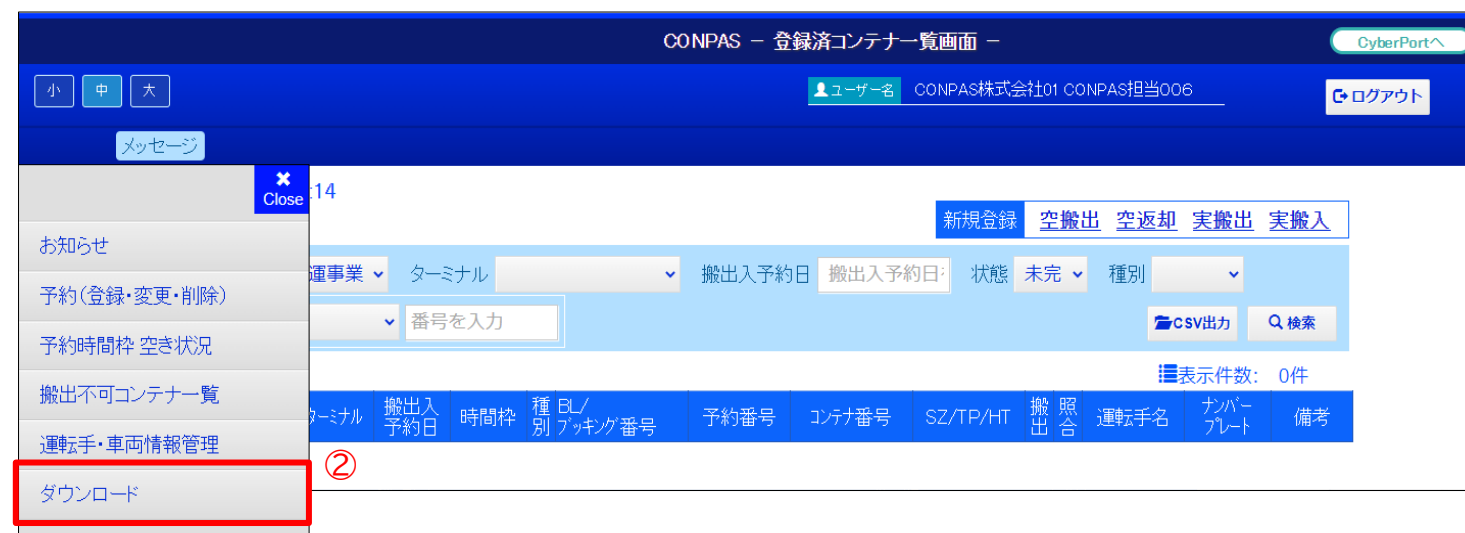 CONPAS － 登録済コンテナ一覧画面 －
CyberPortへ
小 中 大
ユーザー名 CONPAS株式会社01 CONPAS担当006
ログアウト
メッセージ
Close
:14
新規登録 空搬出 空返却 実搬出 実搬入
お知らせ
運事業 ターミナル 搬出入予約日 搬出入予約日 状態 未完 種別
予約(登録・変更・削除)
番号を入力
CSV出力 検索
予約時間枠 空き状況
表示件数: 0件
搬出不可コンテナ一覧
ターミナル 搬出入予約日 時間枠 種別 BL/ブッキング番号 予約番号 コンテナ番号 SZ/TP/HT 搬出 照合 運転手名 ナンバープレート 備考
運転手・車両情報管理
②
ダウンロード